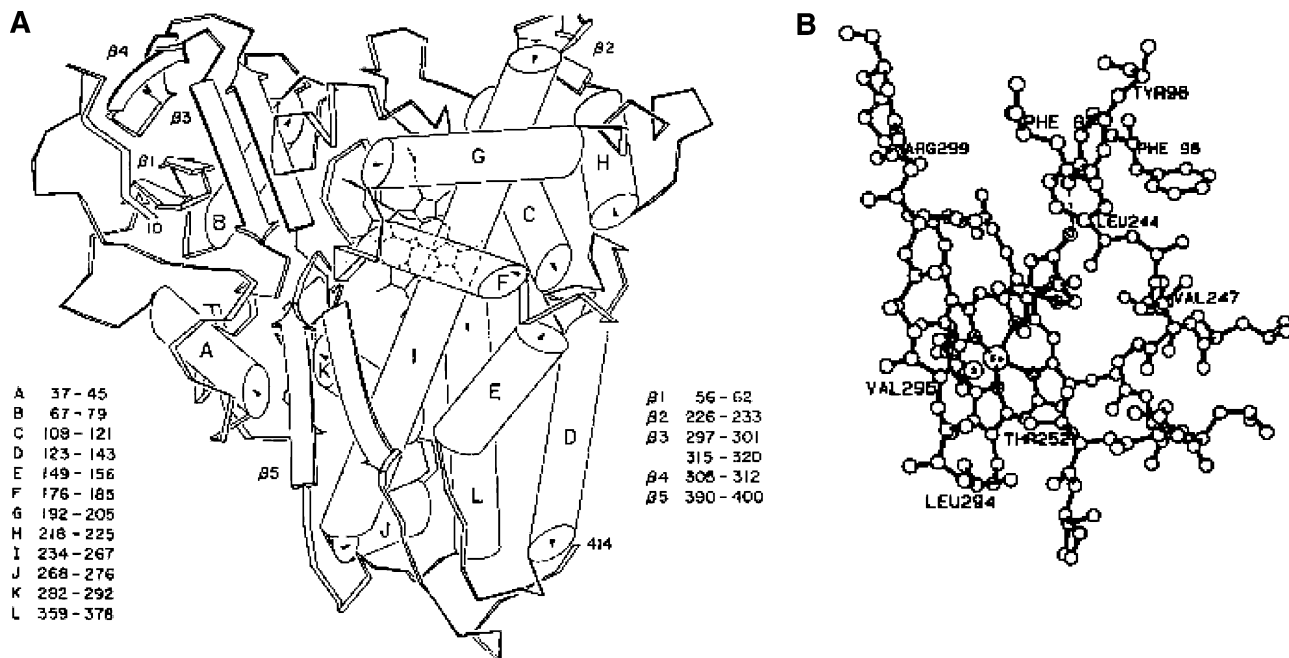 A
B
β4
β2
β3
β1
G
H
10
B
C
F
A
K
I
E
D
β5
L
J
414
A 37-45
B 67-79
C 108-121
D 123-143
E 149-156
F 176-185
G 192-205
H 218-225
I 234-267
J 268-276
K 282-292
L 359-378
β1 56-62
β2 226-233
β3 297-301
315-320
β4 306-312
β5 390-400
TYR96
PHE
PHE 98
ARG299
LEU244
VAL247
VAL295
THR252
LEU294